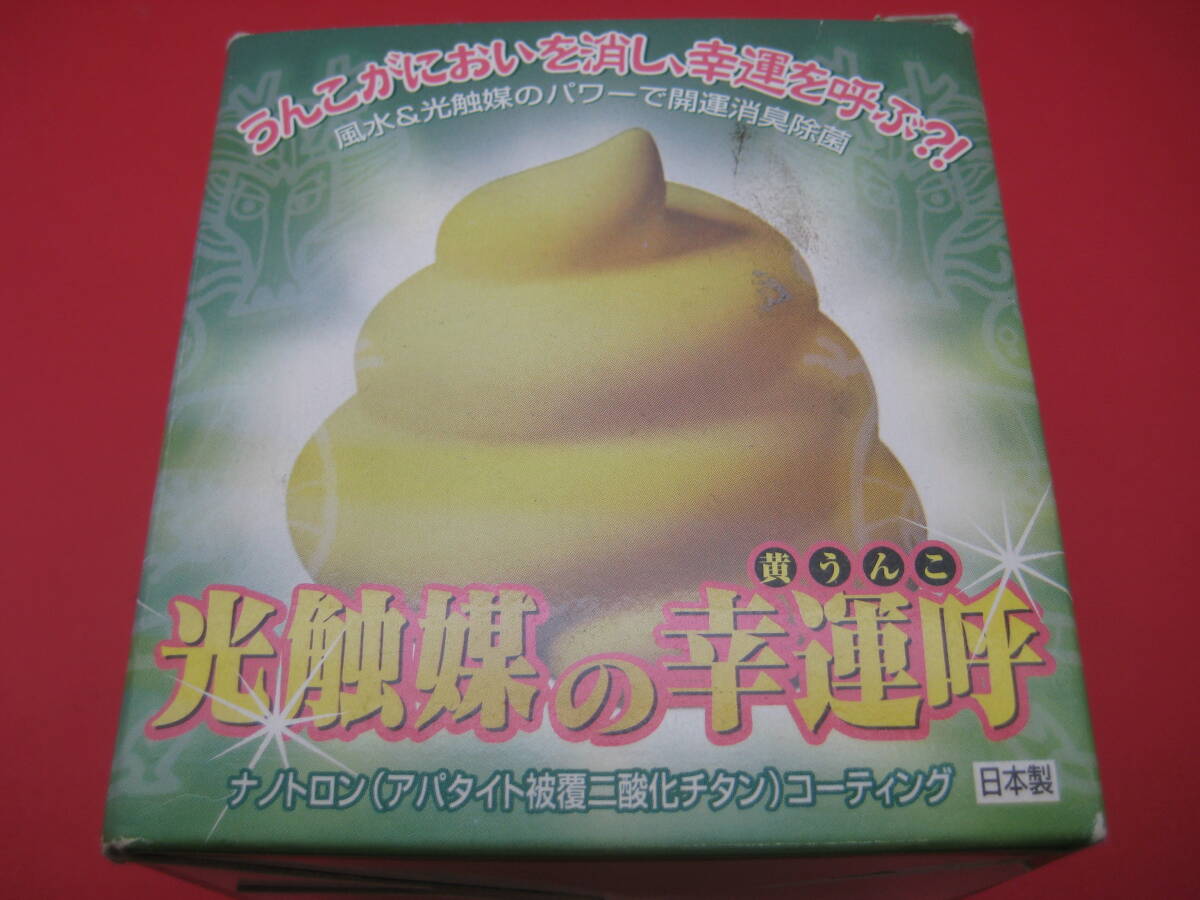 うんこがにおいを消し、幸運を呼ぶ?!
風水&光触媒のパワーで開運消臭除菌
黄うんこ
光触媒の幸運呼
ナノトロン(アパタイト被覆二酸化チタン)コーティング
日本製